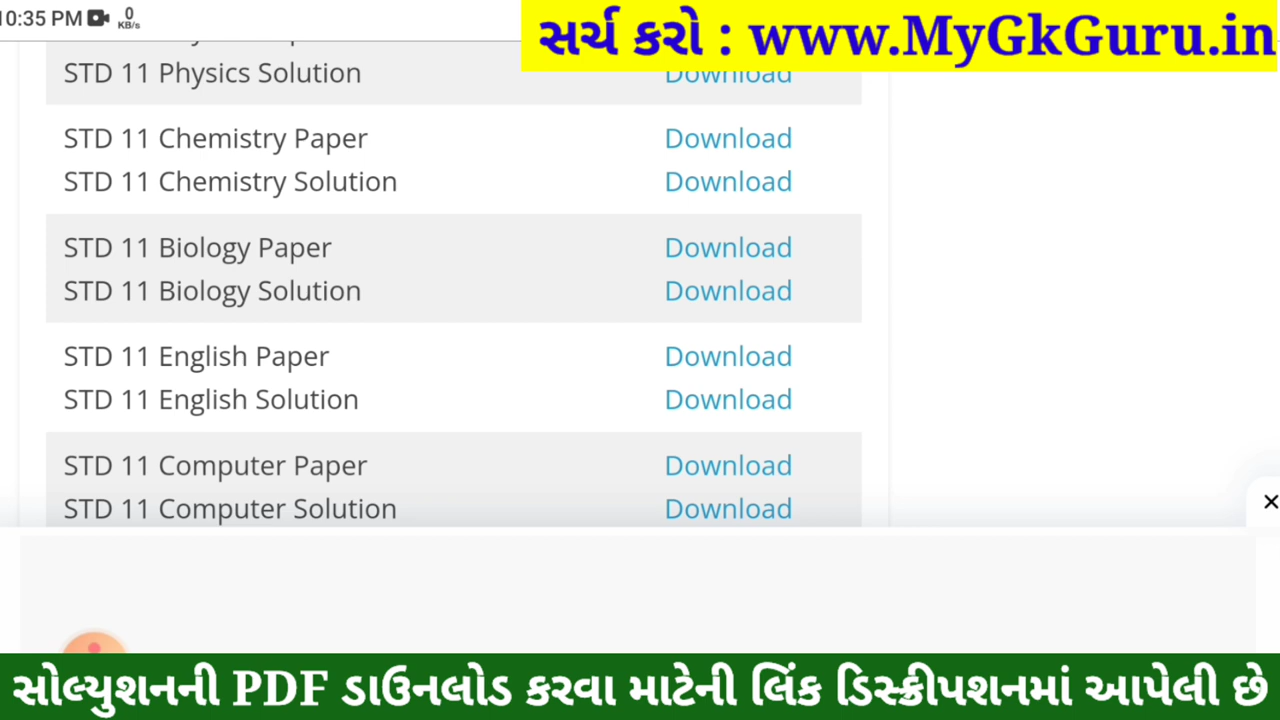 10:35 PM 0 KB/s
સર્ચ કરો : www.MyGkGuru.in
STD 11 Physics Solution Download
STD 11 Chemistry Paper Download
STD 11 Chemistry Solution Download
STD 11 Biology Paper Download
STD 11 Biology Solution Download
STD 11 English Paper Download
STD 11 English Solution Download
STD 11 Computer Paper Download
STD 11 Computer Solution Download
સોલ્યુશનની PDF ડાઉનલોડ કરવા માટેની લિંક ડિસ્ક્રીપશનમાં આપેલી છે